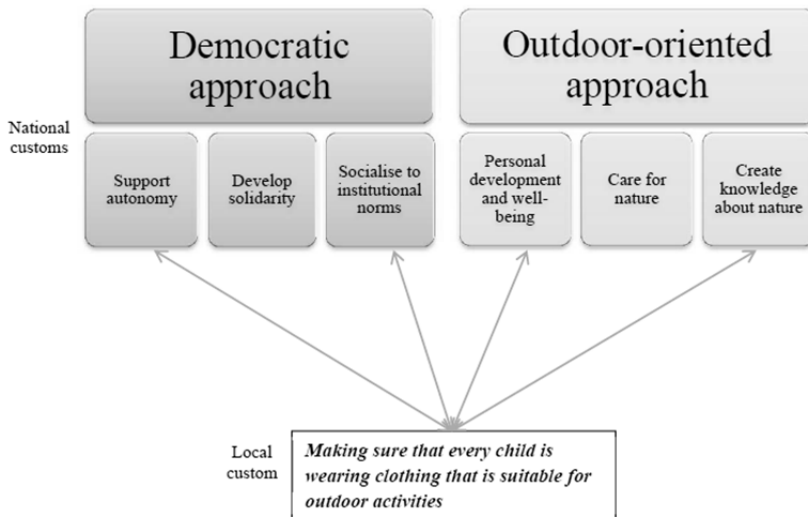 Democratic
approach
Outdoor-oriented
approach
National
customs
Support
autonomy
Develop
solidarity
Socialise to
institutional
norms
Personal
development
and well-
being
Care for
nature
Create
knowledge
about nature
Local
custom
Making sure that every child is
wearing clothing that is suitable for
outdoor activities